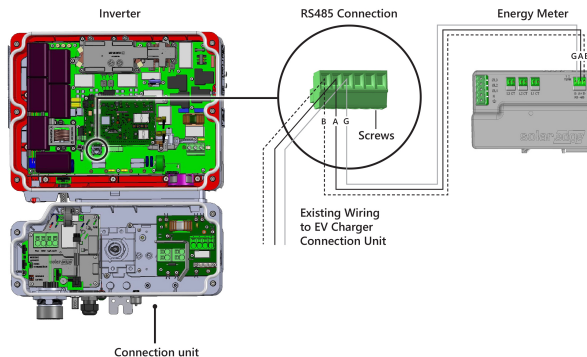 Inverter
RS485 Connection
Energy Meter
G A B
B A G
Screws
solaredge
Existing Wiring
to EV Charger
Connection Unit
Connection unit